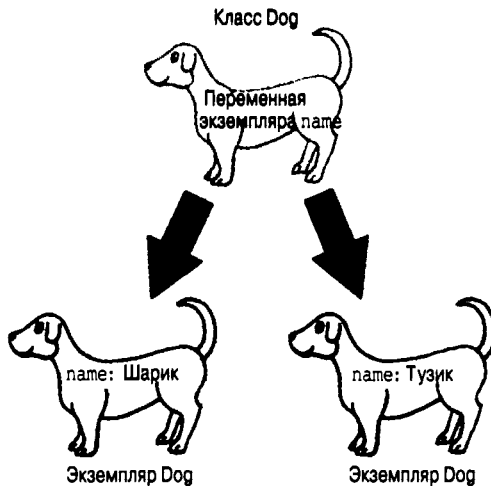 Класс Dog
Переменная
экземпляра name
name: Шарик
name: Тузик
Экземпляр Dog
Экземпляр Dog